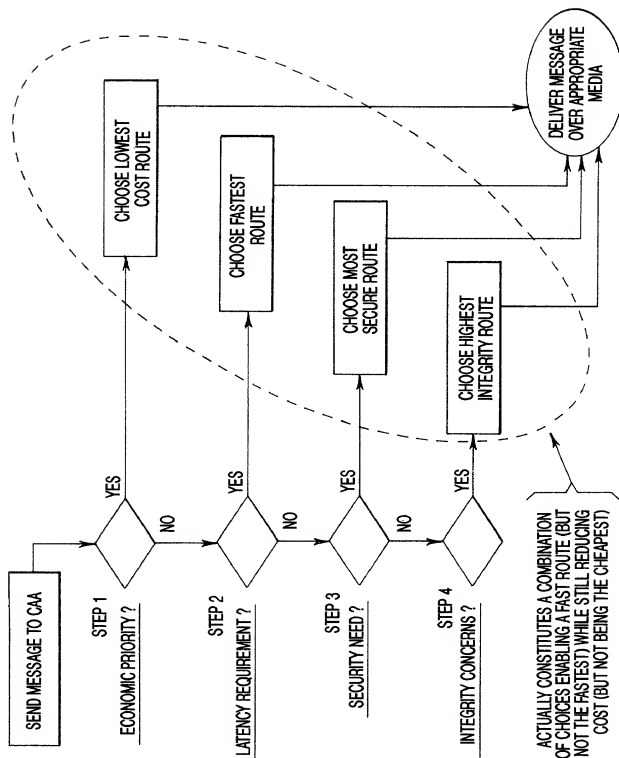 SEND MESSAGE TO CAA
STEP 1
ECONOMIC PRIORITY ?
YES
NO
CHOOSE LOWEST
COST ROUTE
STEP 2
LATENCY REQUIREMENT ?
YES
NO
CHOOSE FASTEST
ROUTE
STEP 3
SECURITY NEED ?
YES
NO
CHOOSE MOST
SECURE ROUTE
STEP 4
INTEGRITY CONCERNS ?
YES
CHOOSE HIGHEST
INTEGRITY ROUTE
DELIVER MESSAGE
OVER APPROPRIATE
MEDIA
ACTUALLY CONSTITUTES A COMBINATION
OF CHOICES ENABLING A FAST ROUTE (BUT
NOT THE FASTEST) WHILE STILL REDUCING
COST (BUT NOT BEING THE CHEAPEST)